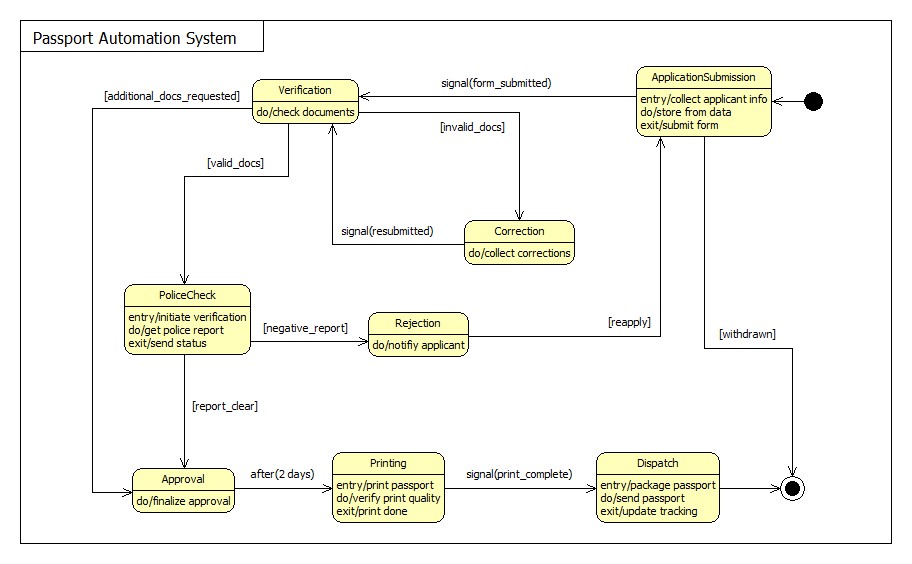 Passport Automation System
ApplicationSubmission
entry/collect applicant info
do/store from data
exit/submit form
signal(form_submitted)
Verification
do/check documents
[additional_docs_requested]
[invalid_docs]
[valid_docs]
signal(resubmitted)
Correction
do/collect corrections
PoliceCheck
entry/initiate verification
do/get police report
exit/send status
[negative_report]
Rejection
do/notifiy applicant
[reapply]
[withdrawn]
[report_clear]
Approval
do/finalize approval
after(2 days)
Printing
entry/print passport
do/verify print quality
exit/print done
signal(print_complete)
Dispatch
entry/package passport
do/send passport
exit/update tracking